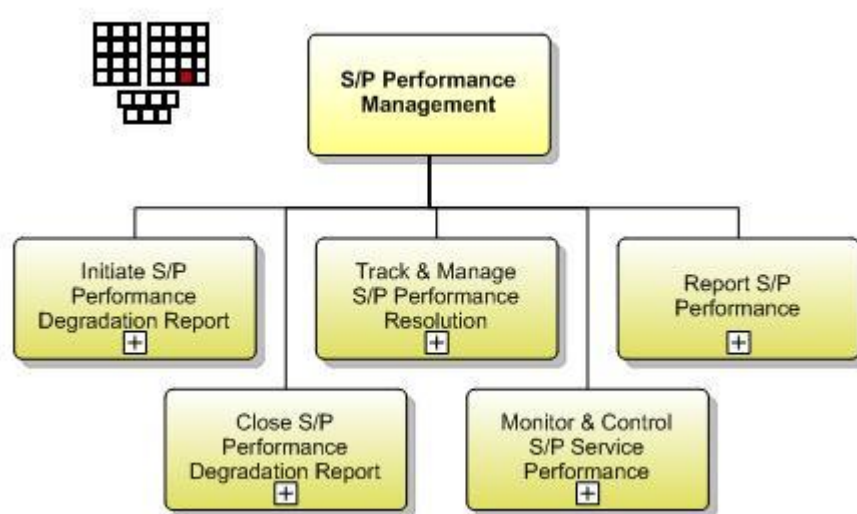 S/P Performance
Management
Initiate S/P
Performance
Degradation Report
Track & Manage
S/P Performance
Resolution
Report S/P
Performance
Close S/P
Performance
Degradation Report
Monitor & Control
S/P Service
Performance